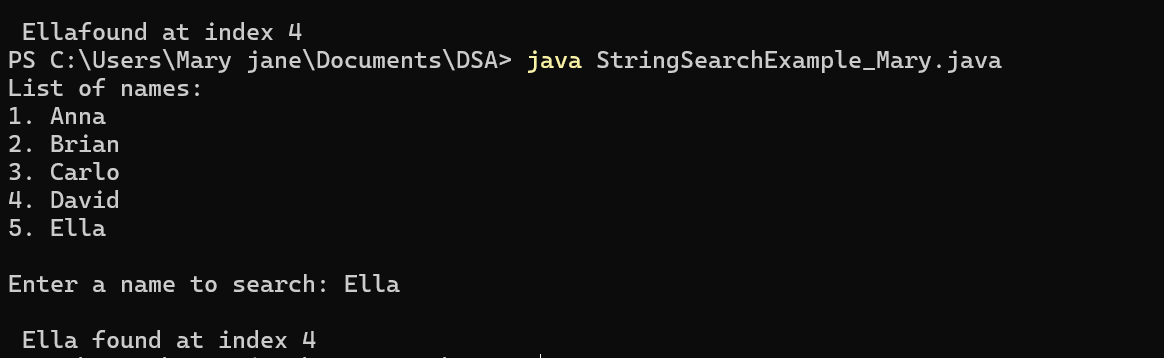 Ellafound at index 4
PS C:\Users\Mary jane\Documents\DSA> java StringSearchExample_Mary.java
List of names:
1. Anna
2. Brian
3. Carlo
4. David
5. Ella
Enter a name to search: Ella
Ella found at index 4